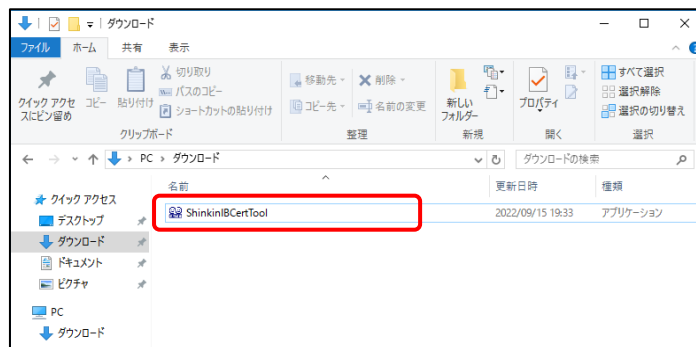 ダウンロード
ファイル ホーム 共有 表示
クイック アクセスにピン留め
コピー
貼り付け
切り取り
パスのコピー
ショートカットの貼り付け
クリップボード
移動先
コピー先
削除
名前の変更
整理
新しいフォルダー
新規
プロパティ
開く
すべて選択
選択解除
選択の切り替え
選択
PC › ダウンロード
ダウンロードの検索
名前 更新日時 種類
ShinkinIBCertTool 2022/09/15 19:33 アプリケーション
クイック アクセス
デスクトップ
ダウンロード
ドキュメント
ピクチャ
PC
ダウンロード